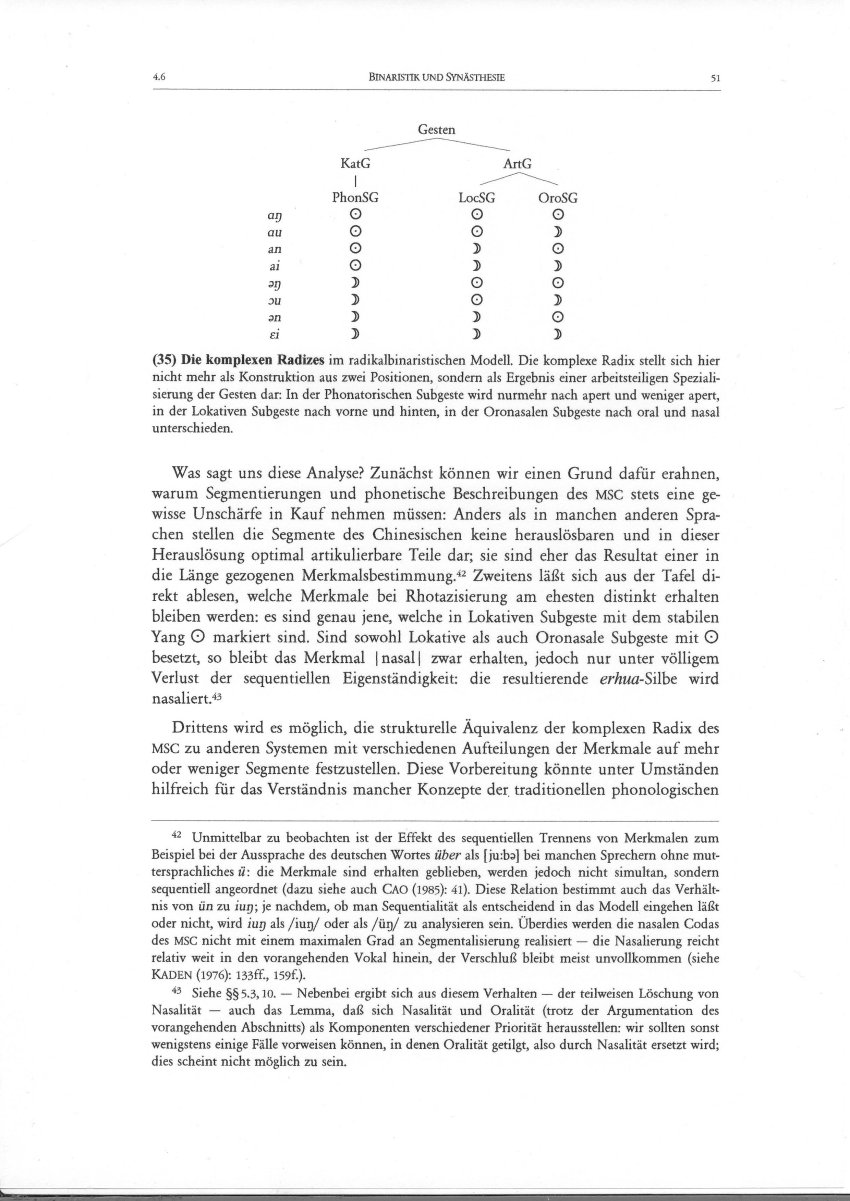 4.6 BINARISTIK UND SYNÄSTHESIE 51
Gesten
KatG ArtG
PhonSG LocSG OroSG
aŋ ⊙ ⊙ ⊙
au ⊙ ⊙ ☽
an ⊙ ☽ ⊙
ai ⊙ ☽ ☽
əŋ ☽ ⊙ ⊙
ɔu ☽ ⊙ ☽
ən ☽ ☽ ⊙
εi ☽ ☽ ☽
(35) Die komplexen Radizes im radikalbinaristischen Modell. Die komplexe Radix stellt sich hier
nicht mehr als Konstruktion aus zwei Positionen, sondern als Ergebnis einer arbeitsteiligen Speziali-
sierung der Gesten dar: In der Phonatorischen Subgeste wird nurmehr nach apert und weniger apert,
in der Lokativen Subgeste nach vorne und hinten, in der Oronasalen Subgeste nach oral und nasal
unterschieden.
Was sagt uns diese Analyse? Zunächst können wir einen Grund dafür erahnen,
warum Segmentierungen und phonetische Beschreibungen des MSC stets eine ge-
wisse Unschärfe in Kauf nehmen müssen: Anders als in manchen anderen Spra-
chen stellen die Segmente des Chinesischen keine herauslösbaren und in dieser
Herauslösung optimal artikulierbare Teile dar; sie sind eher das Resultat einer in
die Länge gezogenen Merkmalsbestimmung.42 Zweitens läßt sich aus der Tafel di-
rekt ablesen, welche Merkmale bei Rhotazisierung am ehesten distinkt erhalten
bleiben werden: es sind genau jene, welche in Lokativen Subgeste mit dem stabilen
Yang ⊙ markiert sind. Sind sowohl Lokative als auch Oronasale Subgeste mit ⊙
besetzt, so bleibt das Merkmal |nasal| zwar erhalten, jedoch nur unter völligem
Verlust der sequentiellen Eigenständigkeit: die resultierende erhua-Silbe wird
nasaliert.43
Drittens wird es möglich, die strukturelle Äquivalenz der komplexen Radix des
MSC zu anderen Systemen mit verschiedenen Aufteilungen der Merkmale auf mehr
oder weniger Segmente festzustellen. Diese Vorbereitung könnte unter Umständen
hilfreich für das Verständnis mancher Konzepte der traditionellen phonologischen
42 Unmittelbar zu beobachten ist der Effekt des sequentiellen Trennens von Merkmalen zum
Beispiel bei der Aussprache des deutschen Wortes über als [ju:bə] bei manchen Sprechern ohne mut-
tersprachliches ü: die Merkmale sind erhalten geblieben, werden jedoch nicht simultan, sondern
sequentiell angeordnet (dazu siehe auch CAO (1985): 41). Diese Relation bestimmt auch das Verhält-
nis von ün zu iuŋ; je nachdem, ob man Sequentialität als entscheidend in das Modell eingehen läßt
oder nicht, wird iuŋ als /iuŋ/ oder als /üŋ/ zu analysieren sein. Überdies werden die nasalen Codas
des MSC nicht mit einem maximalen Grad an Segmentalisierung realisiert — die Nasalierung reicht
relativ weit in den vorangehenden Vokal hinein, der Verschluß bleibt meist unvollkommen (siehe
KADEN (1976): 133ff., 159f.).
43 Siehe §§5.3,10. — Nebenbei ergibt sich aus diesem Verhalten — der teilweisen Löschung von
Nasalität — auch das Lemma, daß sich Nasalität und Oralität (trotz der Argumentation des
vorangehenden Abschnitts) als Komponenten verschiedener Priorität herausstellen: wir sollten sonst
wenigstens einige Fälle vorweisen können, in denen Oralität getilgt, also durch Nasalität ersetzt wird;
dies scheint nicht möglich zu sein.